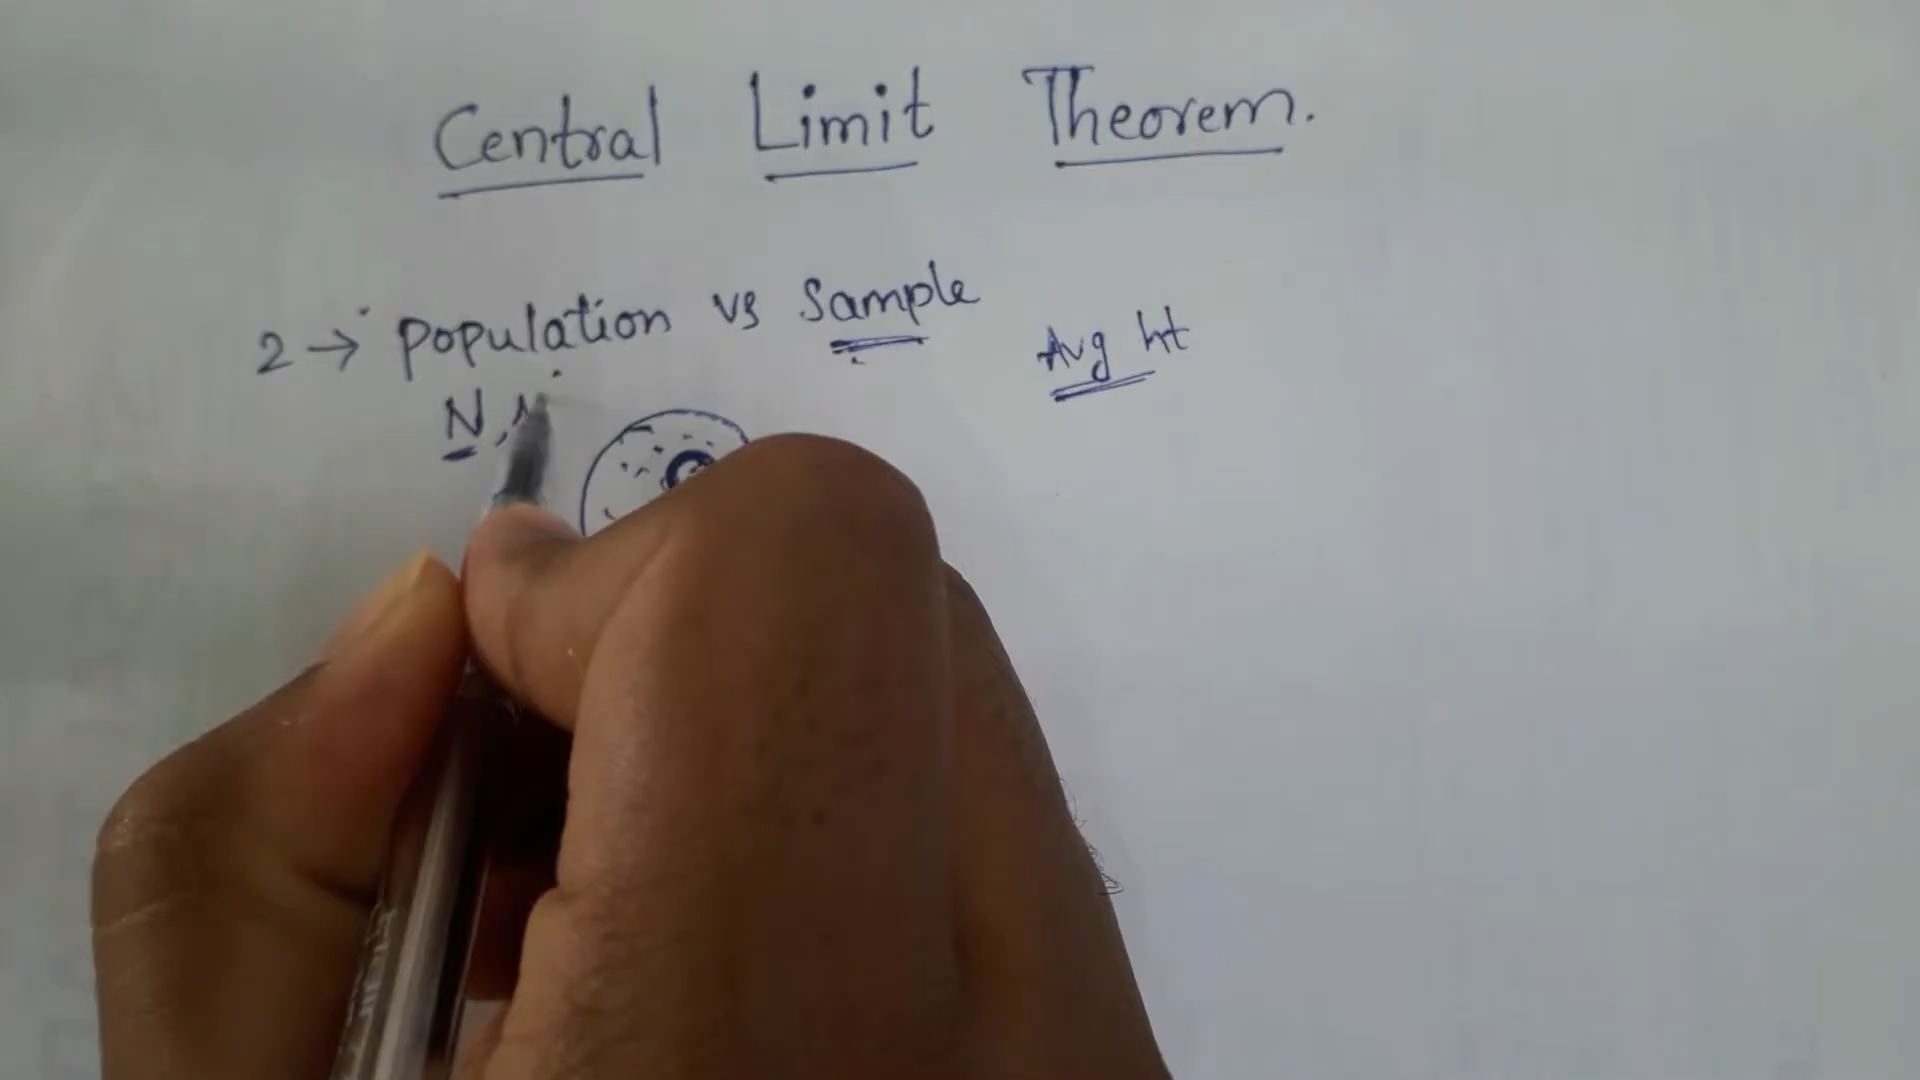 Central Limit Theorem.
2 → population vs Sample
Avg ht
N,